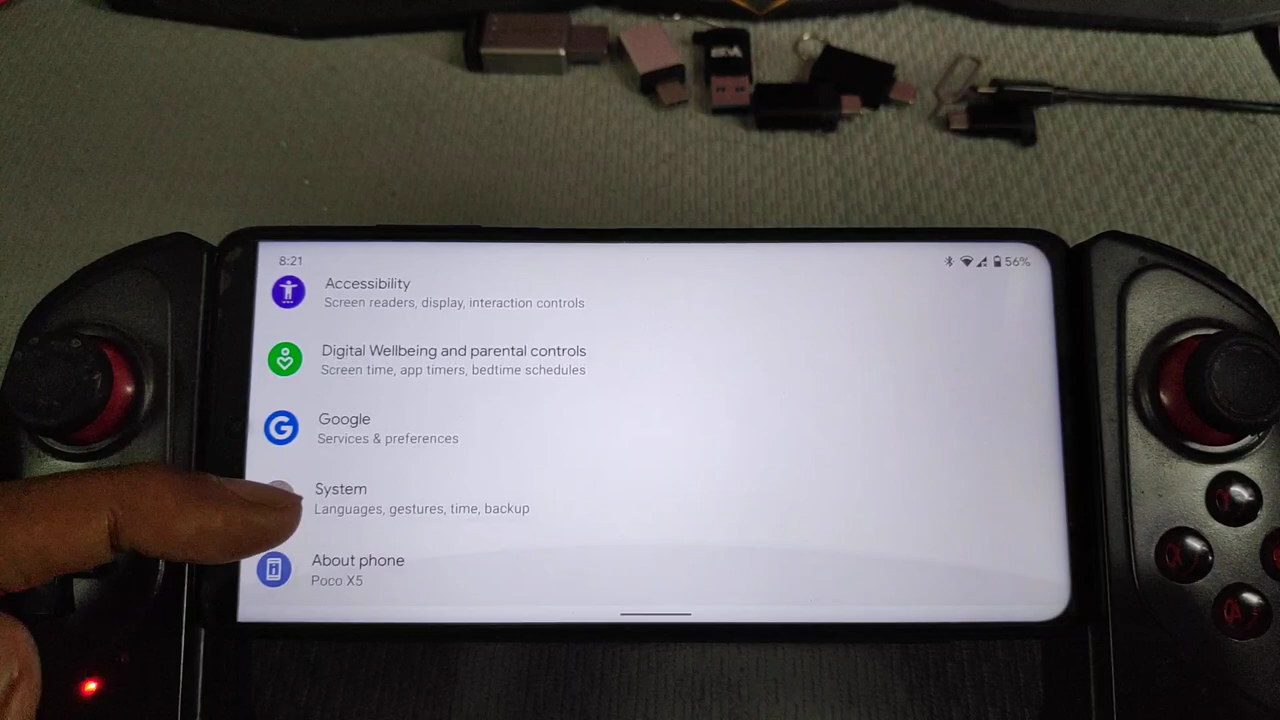 8:21
56%
Accessibility
Screen readers, display, interaction controls
Digital Wellbeing and parental controls
Screen time, app timers, bedtime schedules
Google
Services & preferences
System
Languages, gestures, time, backup
About phone
Poco X5